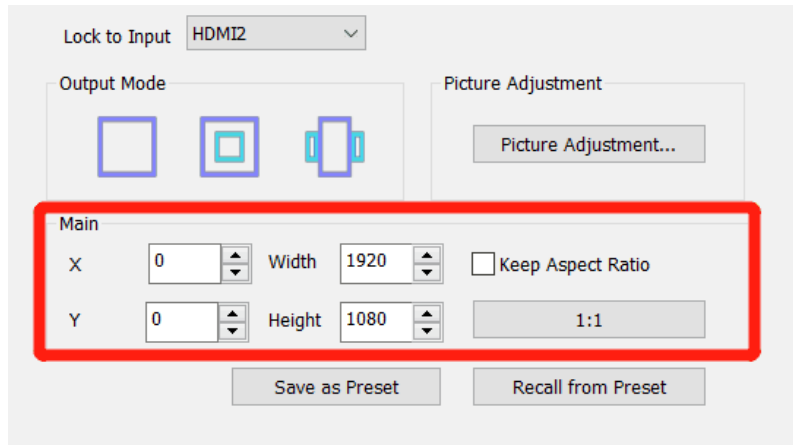 Lock to Input HDMI2
Output Mode Picture Adjustment
Picture Adjustment...
Main
X 0 Width 1920 Keep Aspect Ratio
Y 0 Height 1080 1:1
Save as Preset Recall from Preset